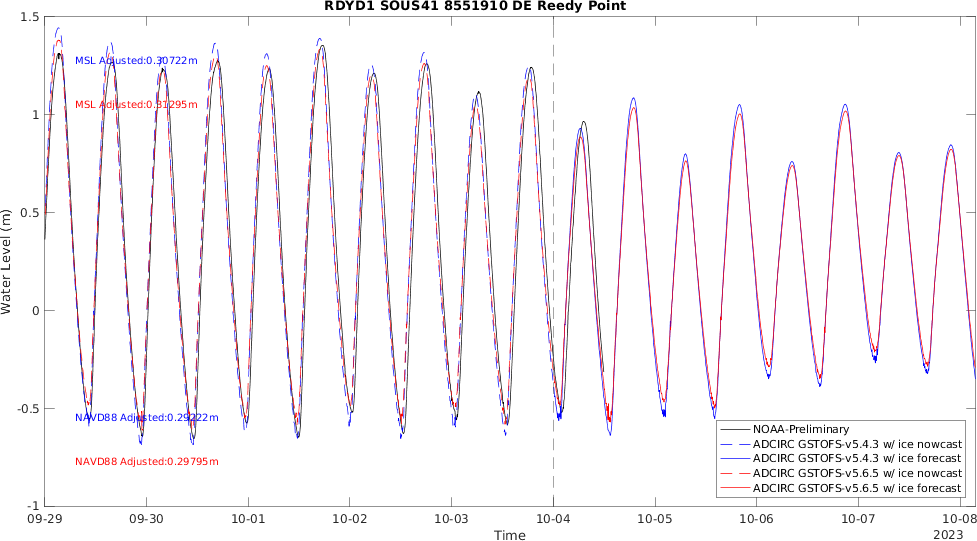 RDYD1 SOUS41 8551910 DE Reedy Point
1.5
1
0.5
0
-0.5
-1
Water Level (m)
MSL Adjusted:0.30722m
MSL Adjusted:0.31295m
NAVD88 Adjusted:0.29222m
NAVD88 Adjusted:0.29795m
NOAA-Preliminary
ADCIRC GSTOFS-v5.4.3 w/ ice nowcast
ADCIRC GSTOFS-v5.4.3 w/ ice forecast
ADCIRC GSTOFS-v5.6.5 w/ ice nowcast
ADCIRC GSTOFS-v5.6.5 w/ ice forecast
09-29 09-30 10-01 10-02 10-03 10-04 10-05 10-06 10-07 10-08
2023
Time